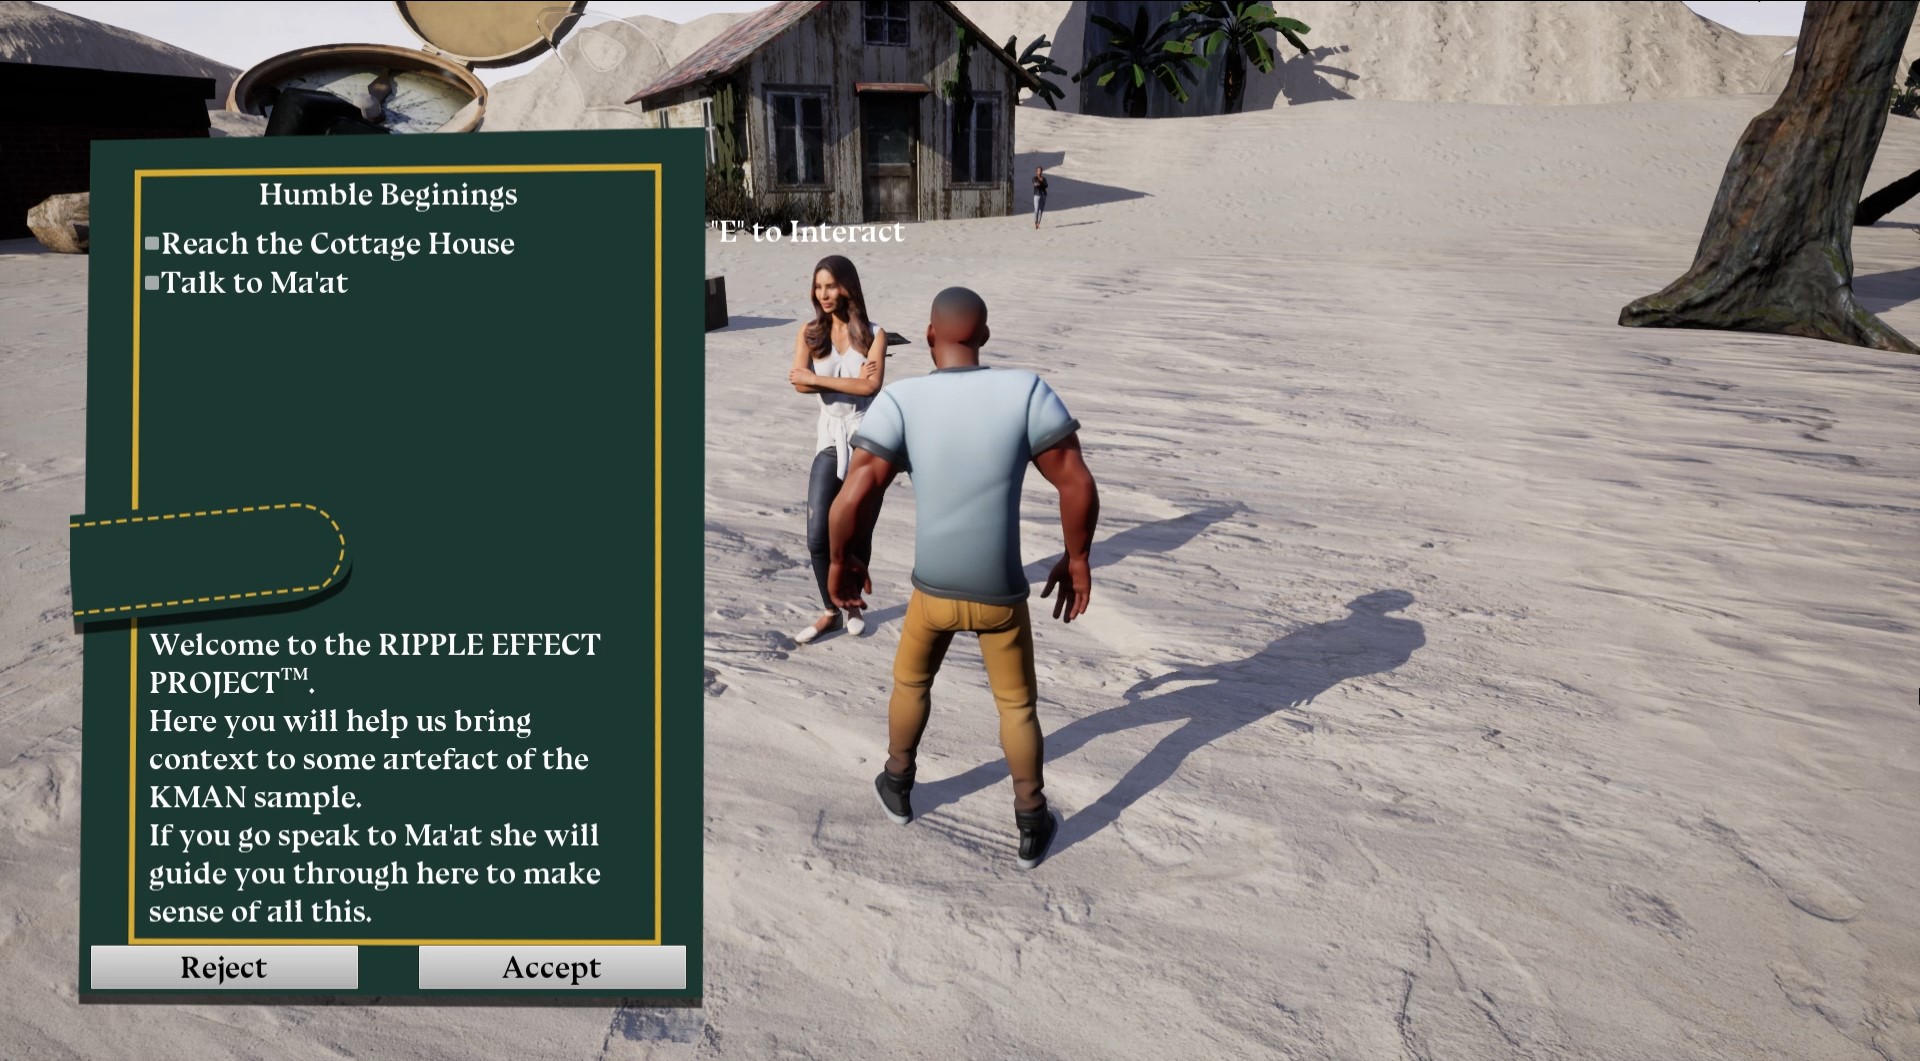 Humble Beginings
Reach the Cottage House
Talk to Ma'at
"E" to Interact
Welcome to the RIPPLE EFFECT
PROJECT™.
Here you will help us bring
context to some artefact of the
KMAN sample.
If you go speak to Ma'at she will
guide you through here to make
sense of all this.
Reject
Accept